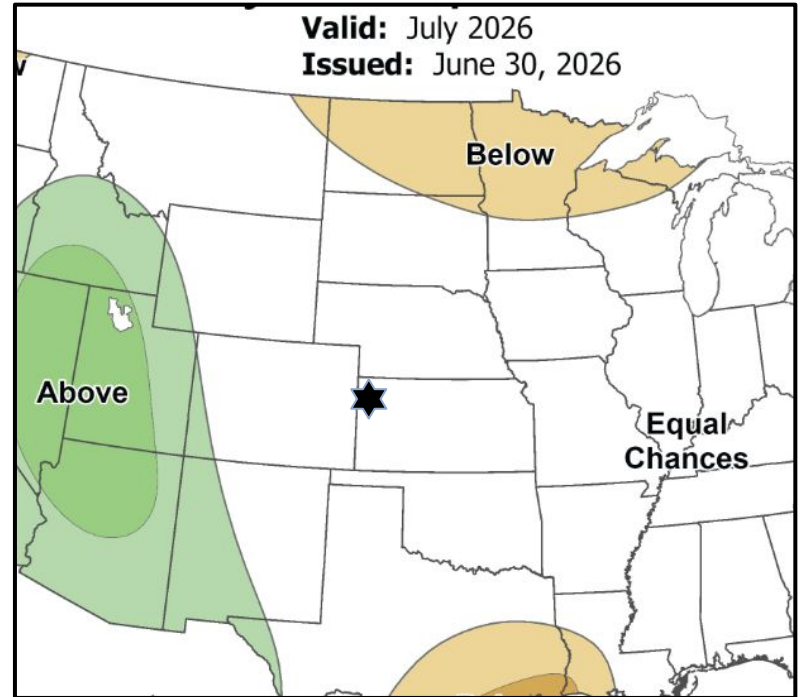 Valid: July 2026
Issued: June 30, 2026
Below
Above
Equal
Chances